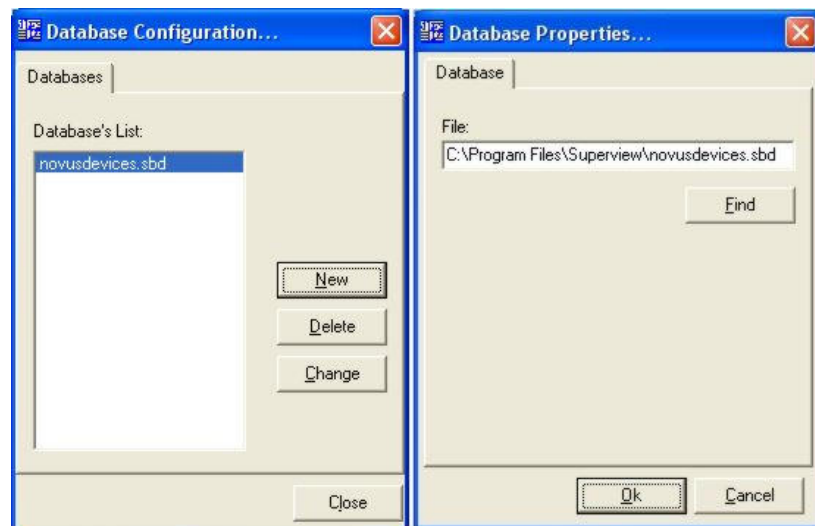 Database Configuration...
Databases
Database's List:
novusdevices.sbd
New
Delete
Change
Close
Database Properties...
Database
File:
C:\Program Files\Superview\novusdevices.sbd
Find
Ok
Cancel